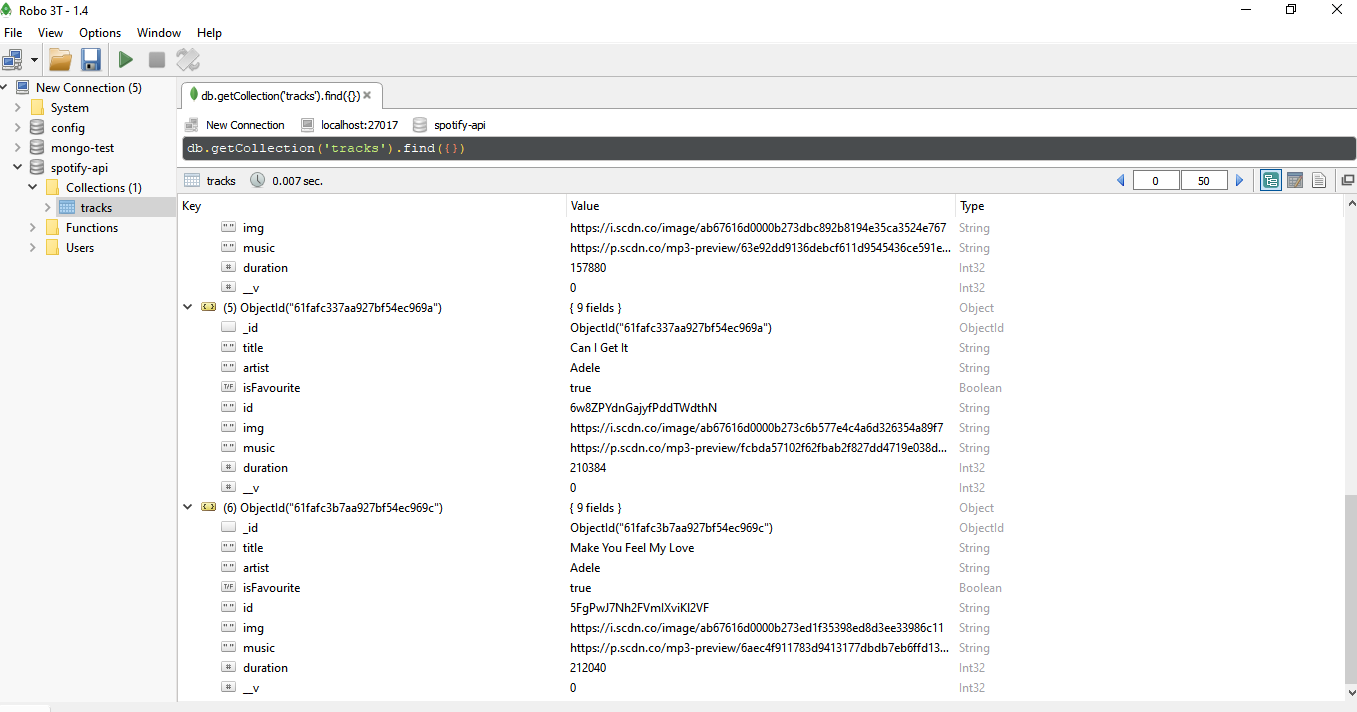 Robo 3T - 1.4
File View Options Window Help
New Connection (5)
System
config
mongo-test
spotify-api
Collections (1)
tracks
Functions
Users
db.getCollection('tracks').find({})
New Connection localhost:27017 spotify-api
db.getCollection('tracks').find({})
tracks 0.007 sec. 0 50
Key Value Type
img https://i.scdn.co/image/ab67616d0000b273dbc892b8194e35ca3524e767 String
music https://p.scdn.co/mp3-preview/63e92dd9136debcf611d9545436ce591e... String
duration 157880 Int32
__v 0 Int32
(5) ObjectId("61fafc337aa927bf54ec969a") { 9 fields } Object
_id ObjectId("61fafc337aa927bf54ec969a") ObjectId
title Can I Get It String
artist Adele String
isFavourite true Boolean
id 6w8ZPYdnGajyfPddTWdthN String
img https://i.scdn.co/image/ab67616d0000b273c6b577e4c4a6d326354a89f7 String
music https://p.scdn.co/mp3-preview/fcbda57102f62fbab2f827dd4719e038d... String
duration 210384 Int32
__v 0 Int32
(6) ObjectId("61fafc3b7aa927bf54ec969c") { 9 fields } Object
_id ObjectId("61fafc3b7aa927bf54ec969c") ObjectId
title Make You Feel My Love String
artist Adele String
isFavourite true Boolean
id 5FgPwJ7Nh2FVmIXviKl2VF String
img https://i.scdn.co/image/ab67616d0000b273ed1f35398ed8d3ee33986c11 String
music https://p.scdn.co/mp3-preview/6aec4f911783d9413177dbdb7eb6ffd13... String
duration 212040 Int32
__v 0 Int32